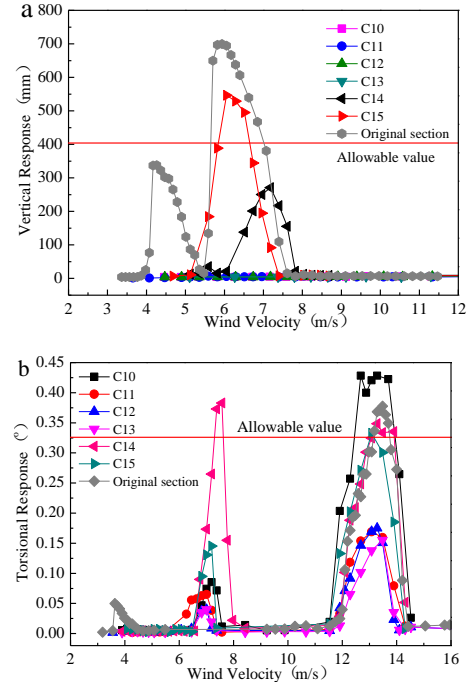 a
800
700
600
500
400
300
200
100
0
Vertical Response (mm)
C10
C11
C12
C13
C14
C15
Original section
Allowable value
2 3 4 5 6 7 8 9 10 11 12
Wind Velocity (m/s)
b
0.45
0.40
0.35
0.30
0.25
0.20
0.15
0.10
0.05
0.00
Torsional Response (°)
C10
C11
C12
C13
C14
C15
Original section
Allowable value
2 4 6 8 10 12 14 16
Wind Velocity (m/s)